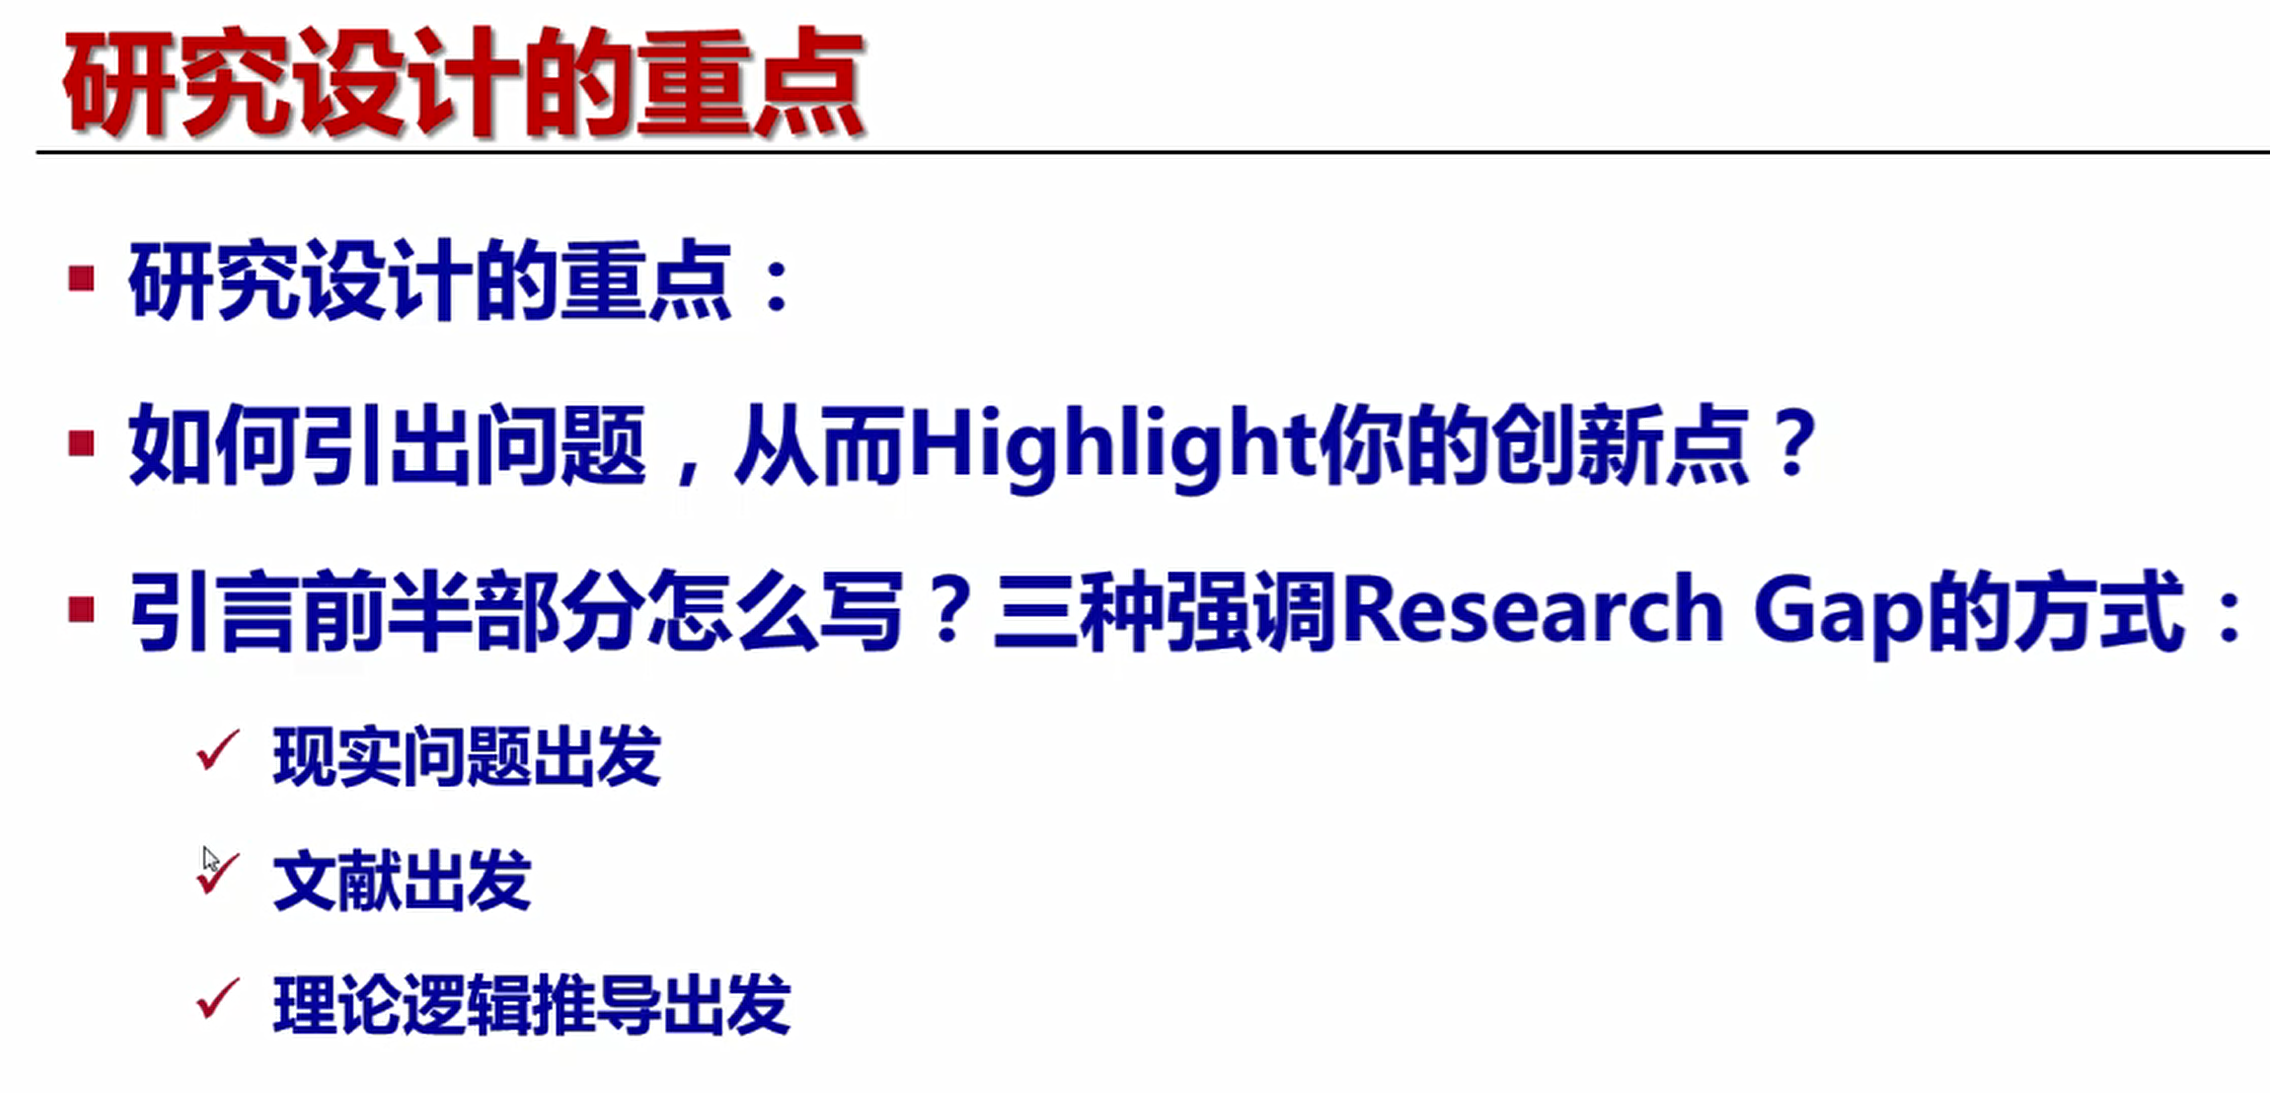 研究设计的重点
研究设计的重点：
如何引出问题，从而Highlight你的创新点？
引言前半部分怎么写？三种强调Research Gap的方式：
现实问题出发
文献出发
理论逻辑推导出发